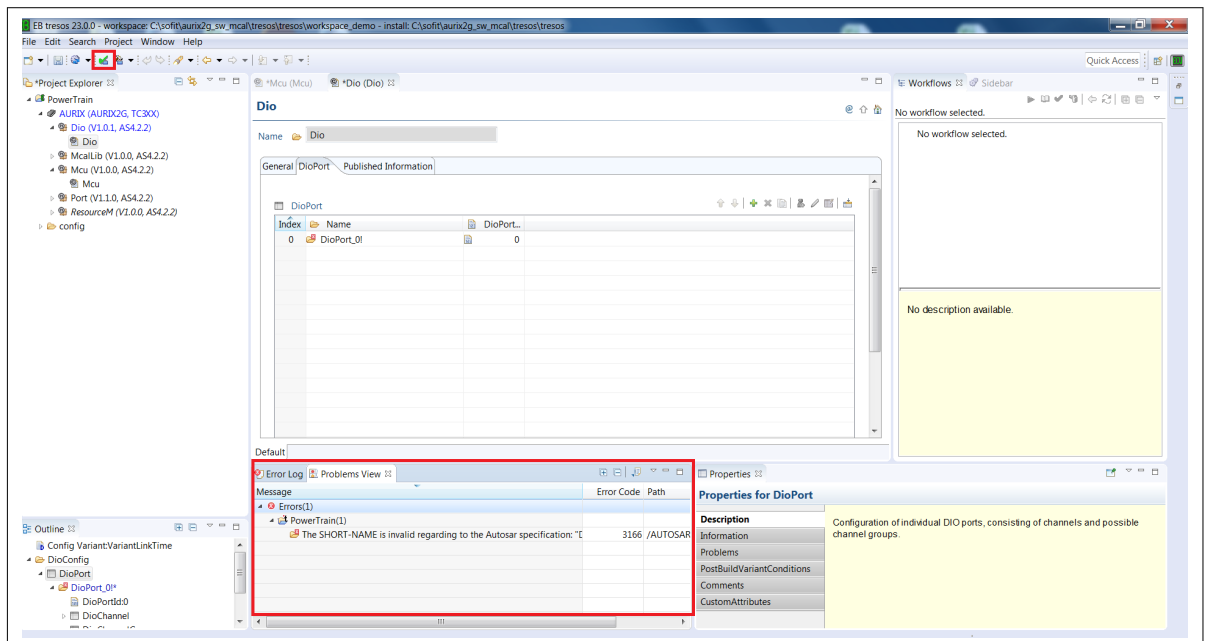 EB tresos 23.0.0 - workspace: C:\sofit\aurix2g_sw_mcal\tresos\tresos\workspace_demo - install: C:\sofit\aurix2g_sw_mcal\tresos\tresos
File Edit Search Project Window Help
Quick Access
*Project Explorer
PowerTrain
AURIX (AURIX2G, TC3XX)
Dio (V1.0.1, AS4.2.2)
Dio
McalLib (V1.0.0, AS4.2.2)
Mcu (V1.0.0, AS4.2.2)
Mcu
Port (V1.1.0, AS4.2.2)
ResourceM (V1.0.0, AS4.2.2)
config
*Mcu (Mcu) *Dio (Dio)
Dio
Name Dio
General DioPort Published Information
DioPort
Index Name DioPort...
0 DioPort_0! 0
Default
Workflows Sidebar
No workflow selected.
No workflow selected.
No description available.
Outline
Config Variant:VariantLinkTime
DioConfig
DioPort
DioPort_0!*
DioPortId:0
DioChannel
Error Log Problems View
Message Error Code Path
Errors(1)
PowerTrain(1)
The SHORT-NAME is invalid regarding to the Autosar specification: "D 3166 /AUTOSAR
Properties
Properties for DioPort
Description
Information
Problems
PostBuildVariantConditions
Comments
CustomAttributes
Configuration of individual DIO ports, consisting of channels and possible
channel groups.